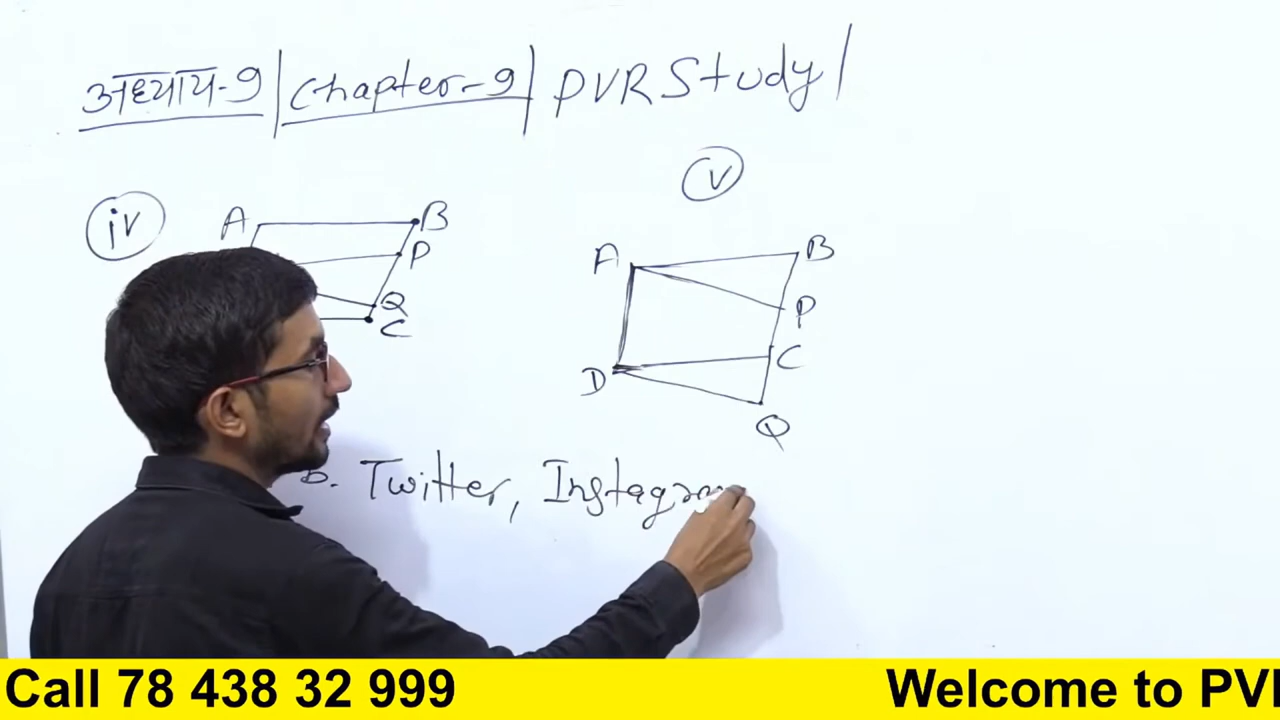 अध्याय-9 | Chapter-9 | PVR Study |
iv
A B
P
Q
C
v
A B
P
D C
Q
b. Twitter, Instagram
Call 78 438 32 999
Welcome to PV